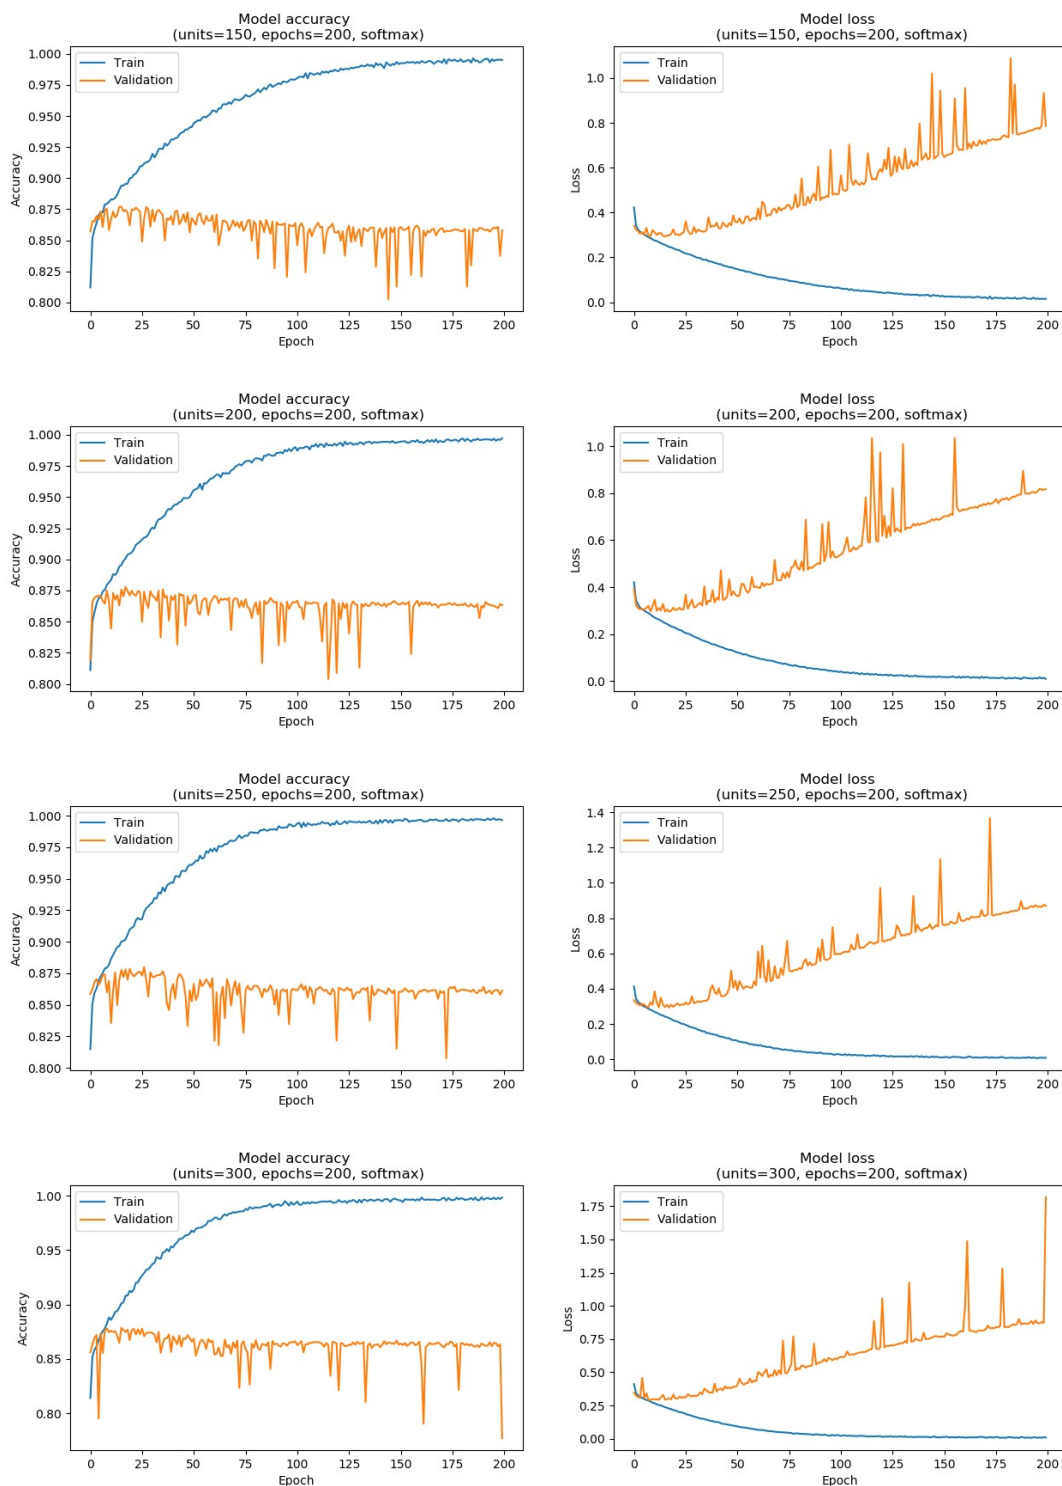 Model accuracy
(units=150, epochs=200, softmax)
Train
Validation
1.000
0.975
0.950
0.925
0.900
0.875
0.850
0.825
0.800
Accuracy
0 25 50 75 100 125 150 175 200
Epoch
Model loss
(units=150, epochs=200, softmax)
Train
Validation
1.0
0.8
0.6
0.4
0.2
0.0
Loss
0 25 50 75 100 125 150 175 200
Epoch
Model accuracy
(units=200, epochs=200, softmax)
Train
Validation
1.000
0.975
0.950
0.925
0.900
0.875
0.850
0.825
0.800
Accuracy
0 25 50 75 100 125 150 175 200
Epoch
Model loss
(units=200, epochs=200, softmax)
Train
Validation
1.0
0.8
0.6
0.4
0.2
0.0
Loss
0 25 50 75 100 125 150 175 200
Epoch
Model accuracy
(units=250, epochs=200, softmax)
Train
Validation
1.000
0.975
0.950
0.925
0.900
0.875
0.850
0.825
0.800
Accuracy
0 25 50 75 100 125 150 175 200
Epoch
Model loss
(units=250, epochs=200, softmax)
Train
Validation
1.4
1.2
1.0
0.8
0.6
0.4
0.2
0.0
Loss
0 25 50 75 100 125 150 175 200
Epoch
Model accuracy
(units=300, epochs=200, softmax)
Train
Validation
1.00
0.95
0.90
0.85
0.80
Accuracy
0 25 50 75 100 125 150 175 200
Epoch
Model loss
(units=300, epochs=200, softmax)
Train
Validation
1.75
1.50
1.25
1.00
0.75
0.50
0.25
0.00
Loss
0 25 50 75 100 125 150 175 200
Epoch